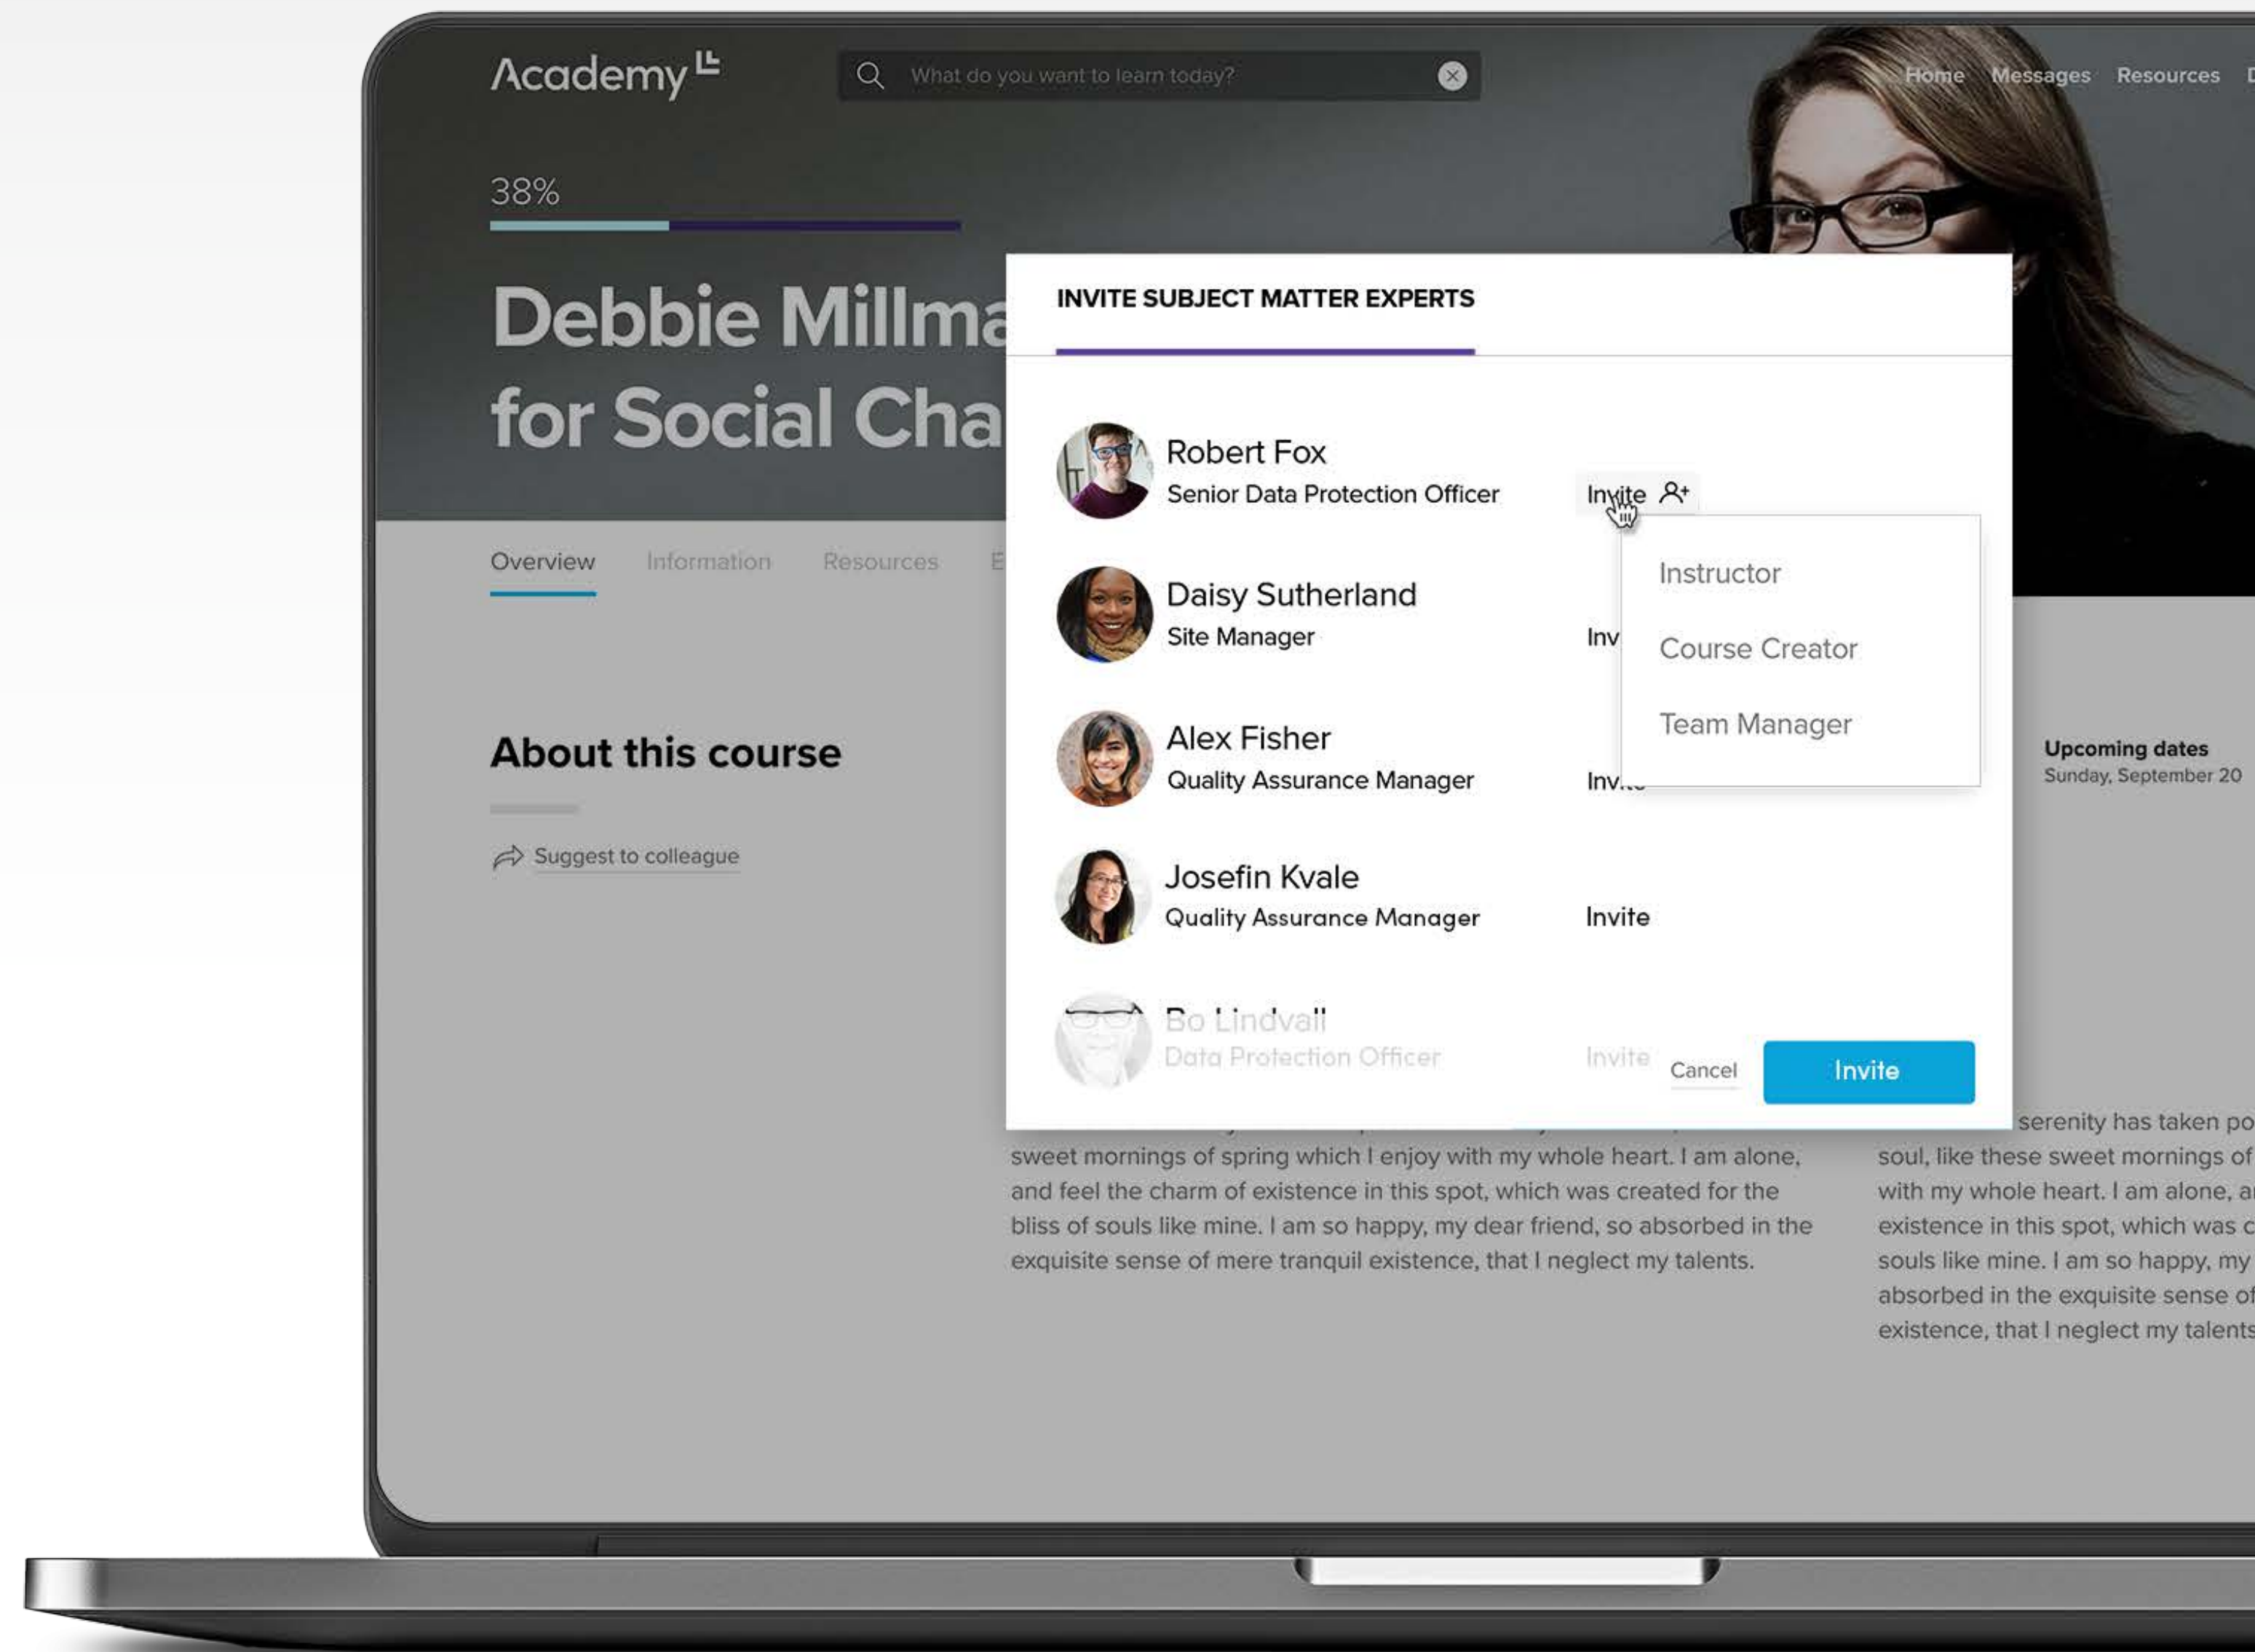 Academy
What do you want to learn today?
Home Messages Resources
38%
Debbie
for Social
INVITE SUBJECT MATTER EXPERTS
Robert Fox
Senior Data Protection Officer
Invite
Instructor
Course Creator
Team Manager
Daisy Sutherland
Site Manager
Alex Fisher
Quality Assurance Manager
Josefin Kvale
Quality Assurance Manager
Invite
Bo Lindvall
Data Protection Officer
Invite
Cancel
Invite
Overview Information Resources
About this course
Suggest to colleague
Upcoming dates
Sunday, September 20
sweet mornings of spring which I enjoy with my whole heart. I am alone,
and feel the charm of existence in this spot, which was created for the
bliss of souls like mine. I am so happy, my dear friend, so absorbed in the
exquisite sense of mere tranquil existence, that I neglect my talents.
serenity has taken
soul, like these sweet mornings of
with my whole heart. I am alone,
existence in this spot, which was
souls like mine. I am so happy, my
absorbed in the exquisite sense of
existence, that I neglect my talents